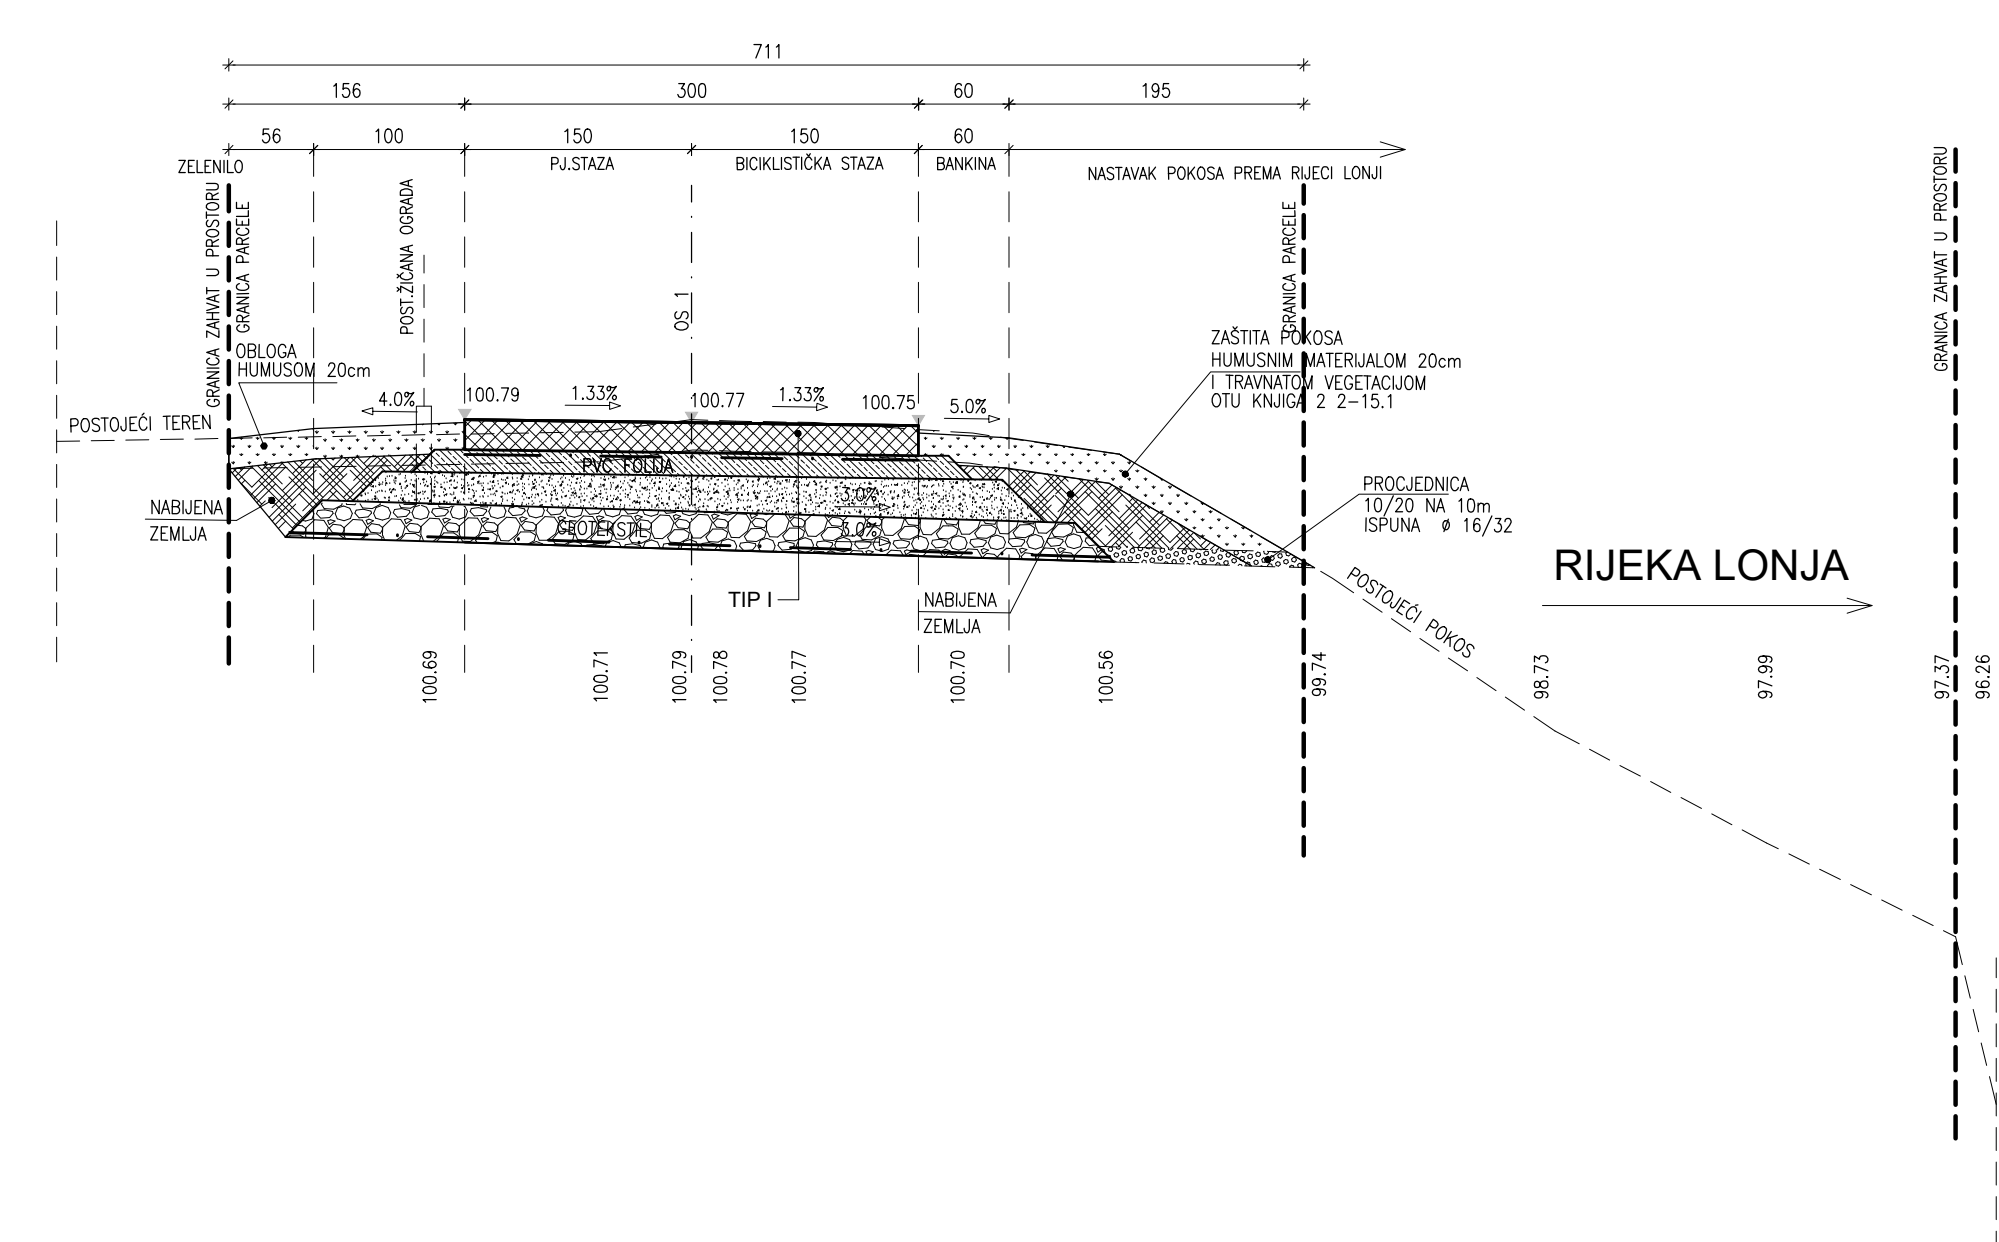 711
156 300 60 195
56 100 150 150 60
ZELENILO
PJ.STAZA
BICIKLISTIČKA STAZA
BANKINA
NASTAVAK POKOSA PREMA RIJECI LONJI
GRANICA ZAHVAT U PROSTORU
GRANICA PARCELE
POST.ŽIČANA OGRADA
OS 1
GRANICA PARCELE
GRANICA ZAHVAT U PROSTORU
OBLOGA
HUMUSOM 20cm
ZAŠTITA POKOSA
HUMUSNIM MATERIJALOM 20cm
I TRAVNATOM VEGETACIJOM
OTU KNJIGA 2 2-15.1
4.0%
100.79
1.33%
100.77
1.33%
100.75
5.0%
POSTOJEĆI TEREN
PVC FOLIJA
3.0%
GEOTEKSTIL
3.0%
NABIJENA
ZEMLJA
PROCJEDNICA
10/20 NA 10m
ISPUNA ø 16/32
RIJEKA LONJA
TIP I
NABIJENA
ZEMLJA
POSTOJEĆI POKOS
100.69
100.71
100.79
100.78
100.77
100.70
100.56
99.74
98.73
97.99
97.37
96.26